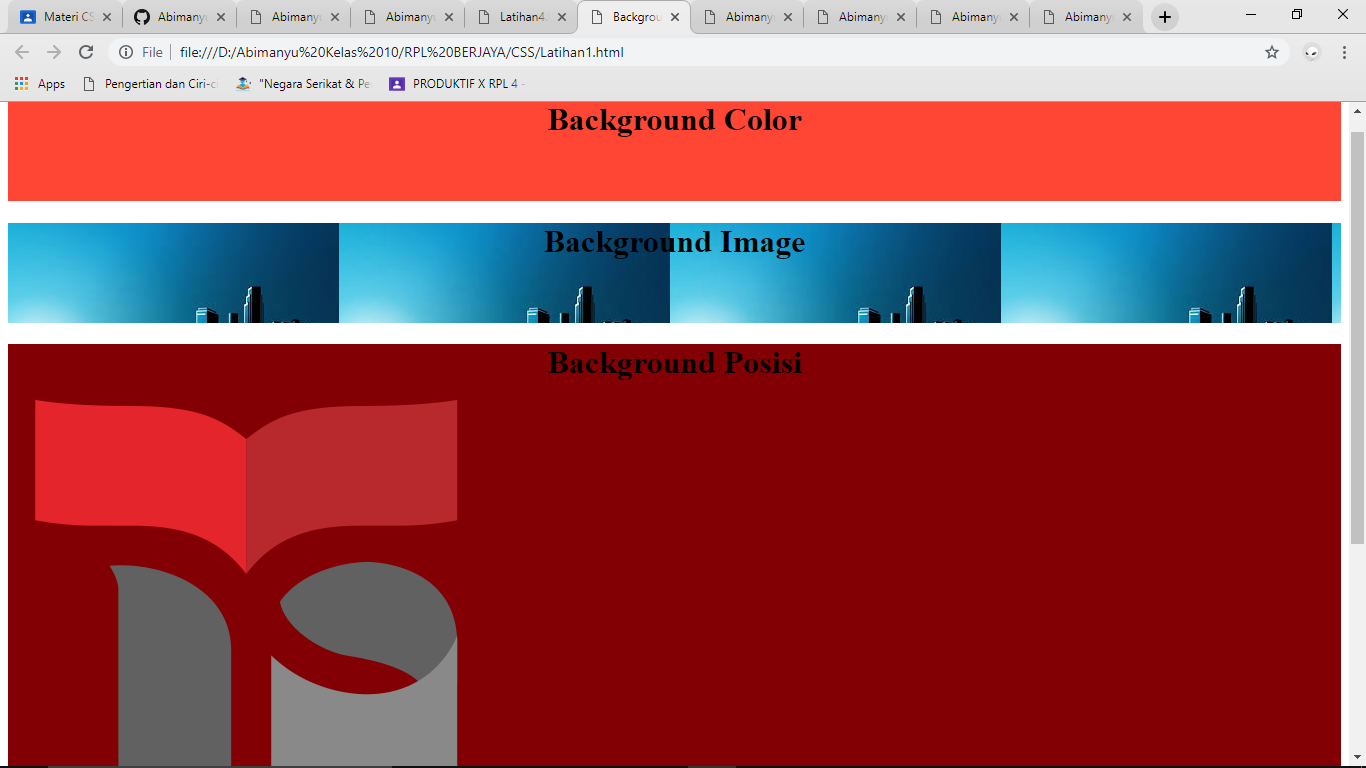 Materi CS Abimanyu Abimanyu Abimanyu Latihan4. Backgrou Abimanyu Abimanyu Abimanyu Abimanyu
File file:///D:/Abimanyu%20Kelas%2010/RPL%20BERJAYA/CSS/Latihan1.html
Apps Pengertian dan Ciri-c "Negara Serikat & Pe PRODUKTIF X RPL 4 -
Background Color
Background Image
Background Posisi